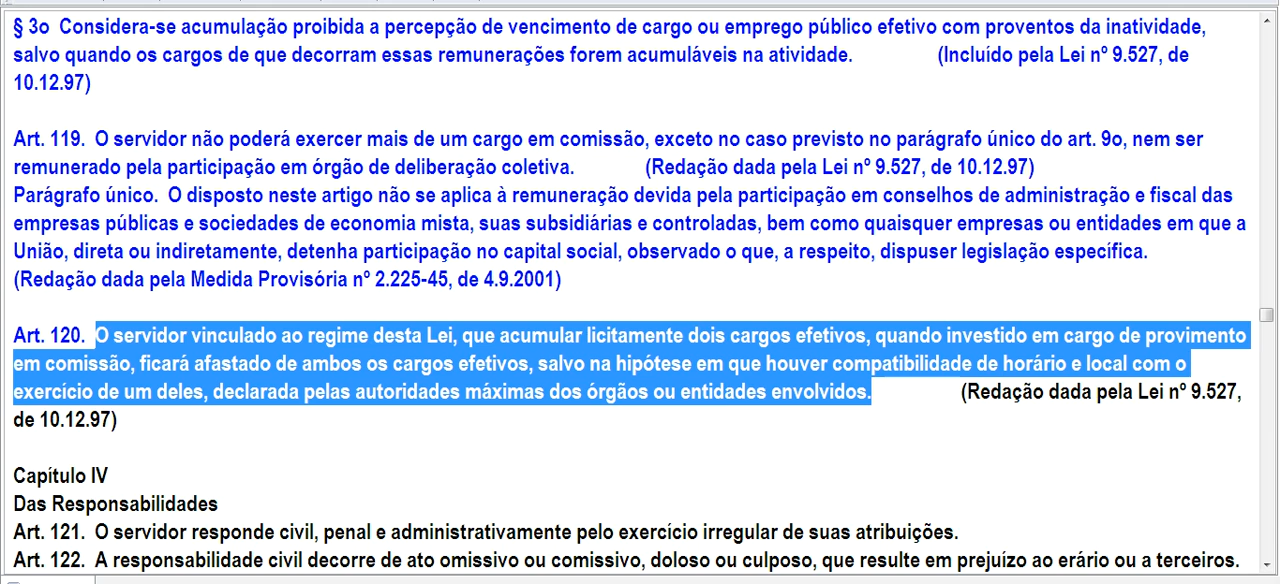 § 3o  Considera-se acumulação proibida a percepção de vencimento de cargo ou emprego público efetivo com proventos da inatividade,
salvo quando os cargos de que decorram essas remunerações forem acumuláveis na atividade. (Incluído pela Lei nº 9.527, de
10.12.97)
Art. 119.  O servidor não poderá exercer mais de um cargo em comissão, exceto no caso previsto no parágrafo único do art. 9o, nem ser
remunerado pela participação em órgão de deliberação coletiva. (Redação dada pela Lei nº 9.527, de 10.12.97)
Parágrafo único.  O disposto neste artigo não se aplica à remuneração devida pela participação em conselhos de administração e fiscal das
empresas públicas e sociedades de economia mista, suas subsidiárias e controladas, bem como quaisquer empresas ou entidades em que a
União, direta ou indiretamente, detenha participação no capital social, observado o que, a respeito, dispuser legislação específica.
(Redação dada pela Medida Provisória nº 2.225-45, de 4.9.2001)
Art. 120.  O servidor vinculado ao regime desta Lei, que acumular licitamente dois cargos efetivos, quando investido em cargo de provimento
em comissão, ficará afastado de ambos os cargos efetivos, salvo na hipótese em que houver compatibilidade de horário e local com o
exercício de um deles, declarada pelas autoridades máximas dos órgãos ou entidades envolvidos. (Redação dada pela Lei nº 9.527,
de 10.12.97)
Capítulo IV
Das Responsabilidades
Art. 121.  O servidor responde civil, penal e administrativamente pelo exercício irregular de suas atribuições.
Art. 122.  A responsabilidade civil decorre de ato omissivo ou comissivo, doloso ou culposo, que resulte em prejuízo ao erário ou a terceiros.